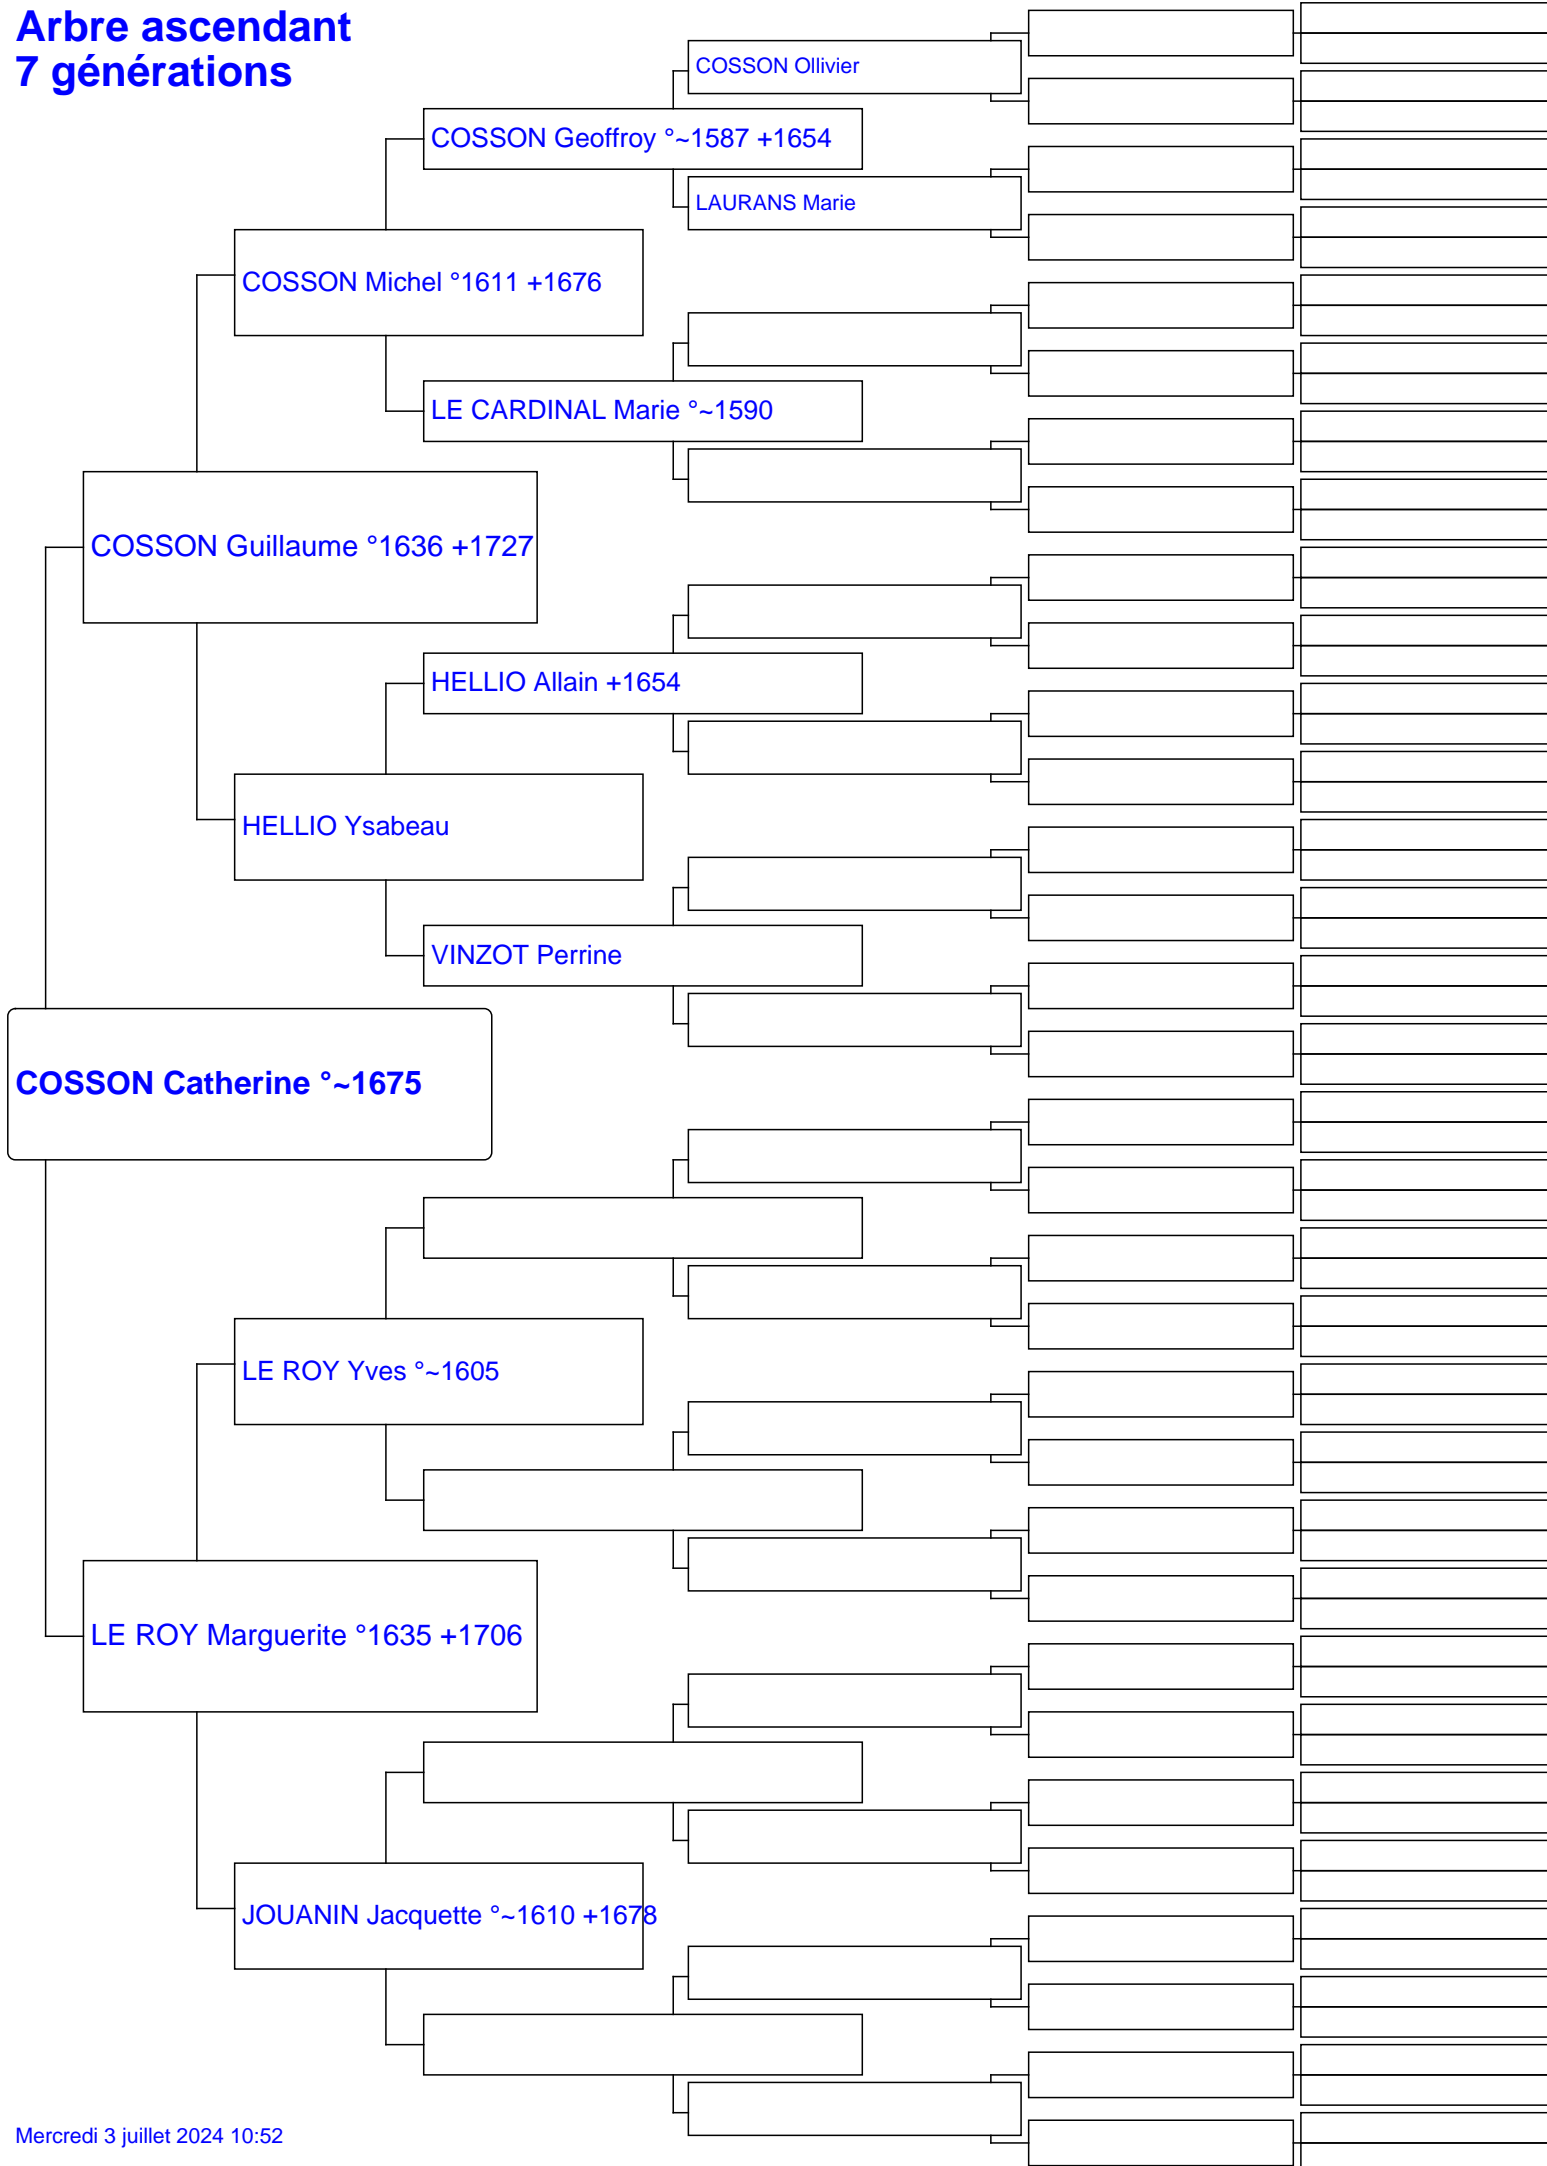 Arbre ascendant
7 générations
COSSON Ollivier
COSSON Geoffroy °~1587 +1654
LAURANS Marie
COSSON Michel °1611 +1676
LE CARDINAL Marie °~1590
COSSON Guillaume °1636 +1727
HELLIO Allain +1654
HELLIO Ysabeau
VINZOT Perrine
COSSON Catherine °~1675
LE ROY Yves °~1605
LE ROY Marguerite °1635 +1706
JOUANIN Jacquette °~1610 +1678
Mercredi 3 juillet 2024 10:52